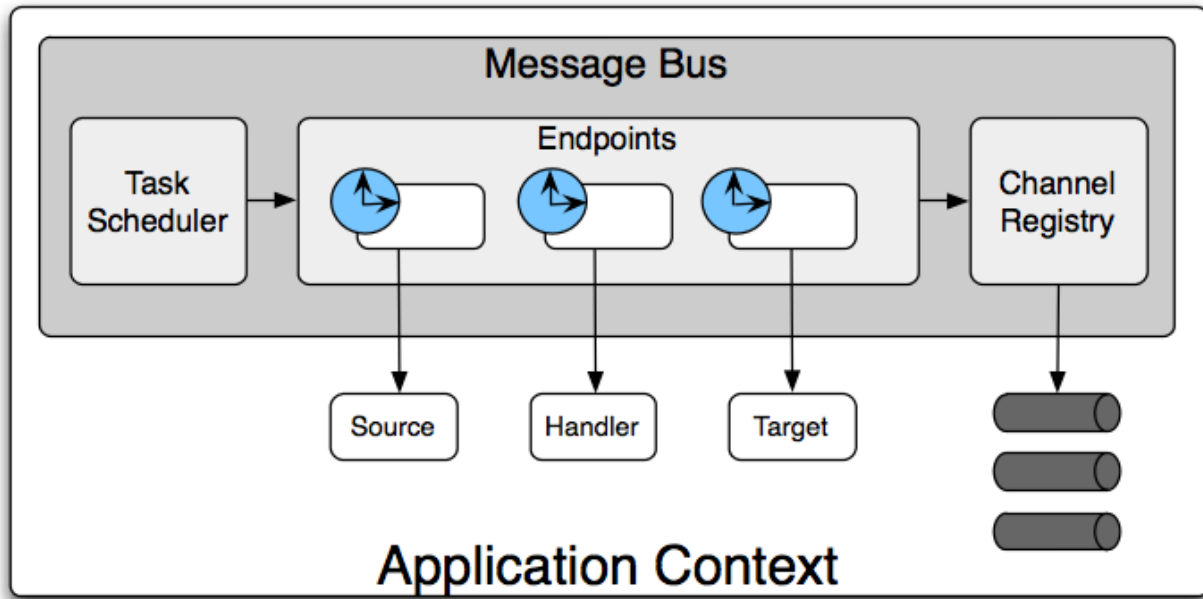 Message Bus
Endpoints
Task
Scheduler
Channel
Registry
Source
Handler
Target
Application Context